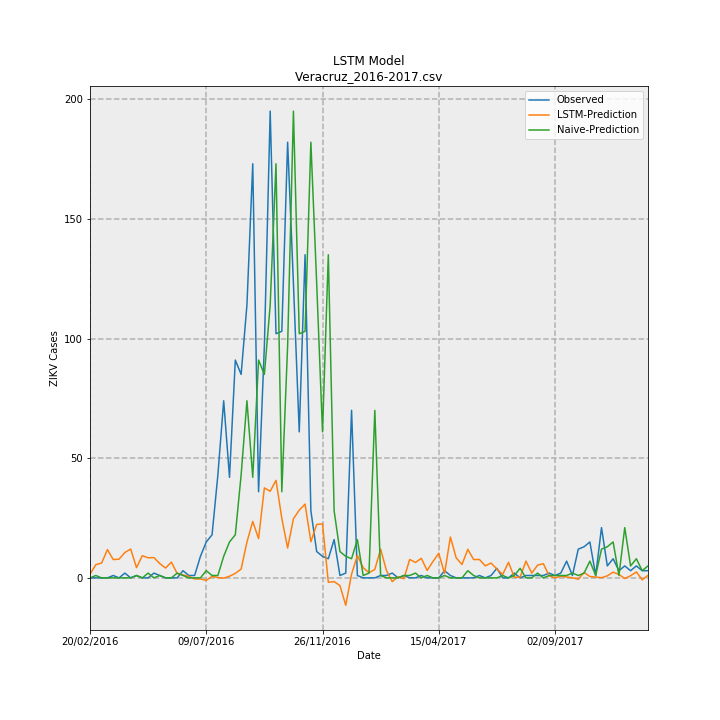 LSTM Model
Veracruz_2016-2017.csv
Observed
LSTM-Prediction
Naive-Prediction
200
150
100
50
0
ZIKV Cases
20/02/2016
09/07/2016
26/11/2016
15/04/2017
02/09/2017
Date